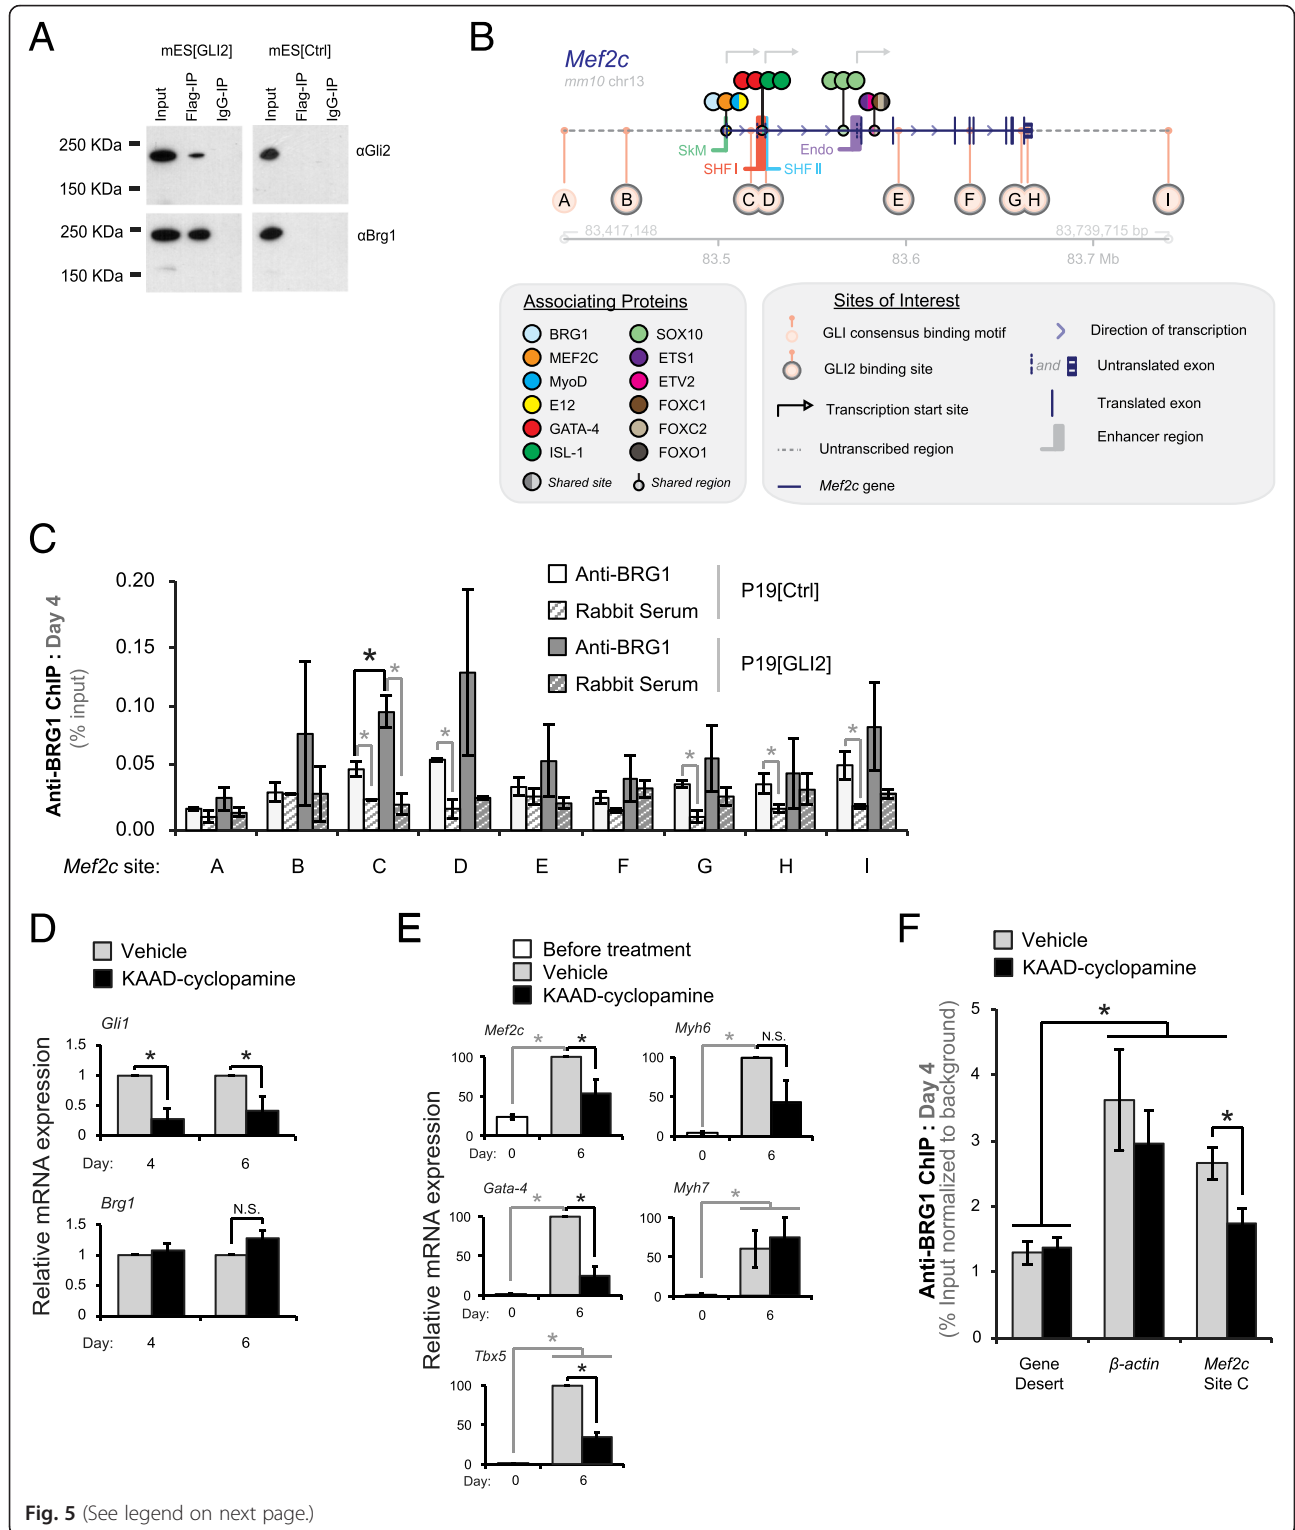 A
mES[GLI2]
mES[Ctrl]
Input
Flag-IP
IgG-IP
Input
Flag-IP
IgG-IP
250 KDa
150 KDa
αGli2
250 KDa
150 KDa
αBrg1
B
Mef2c
mm10 chr13
SkM
SHF I
SHF II
Endo
A
B
C
D
E
F
G
H
I
83,417,148
83,739,715 bp
83.5
83.6
83.7 Mb
Associating Proteins
BRG1
MEF2C
MyoD
E12
GATA-4
ISL-1
Shared site
SOX10
ETS1
ETV2
FOXC1
FOXC2
FOXO1
Shared region
Sites of Interest
GLI consensus binding motif
GLI2 binding site
Transcription start site
Untranscribed region
Mef2c gene
Direction of transcription
and
Untranslated exon
Translated exon
Enhancer region
C
Anti-BRG1 ChIP : Day 4
(% input)
0.20
0.15
0.10
0.05
0.00
Anti-BRG1
Rabbit Serum
P19[Ctrl]
Anti-BRG1
Rabbit Serum
P19[GLI2]
*
*
*
*
*
*
*
Mef2c site:
A
B
C
D
E
F
G
H
I
D
Vehicle
KAAD-cyclopamine
Relative mRNA expression
Gli1
1.5
1
0.5
0
*
*
Day:
4
6
Brg1
1.5
1
0.5
0
N.S.
Day:
4
6
E
Before treatment
Vehicle
KAAD-cyclopamine
Relative mRNA expression
Mef2c
100
50
0
*
*
Day:
0
6
Myh6
100
50
0
*
N.S.
0
6
Gata-4
100
50
0
*
*
Day:
0
6
Myh7
100
50
0
*
0
6
Tbx5
100
50
0
*
*
Day:
0
6
F
Vehicle
KAAD-cyclopamine
Anti-BRG1 ChIP : Day 4
(% Input normalized to background)
5
4
3
2
1
0
*
*
Gene
Desert
β-actin
Mef2c
Site C
Fig. 5 (See legend on next page.)